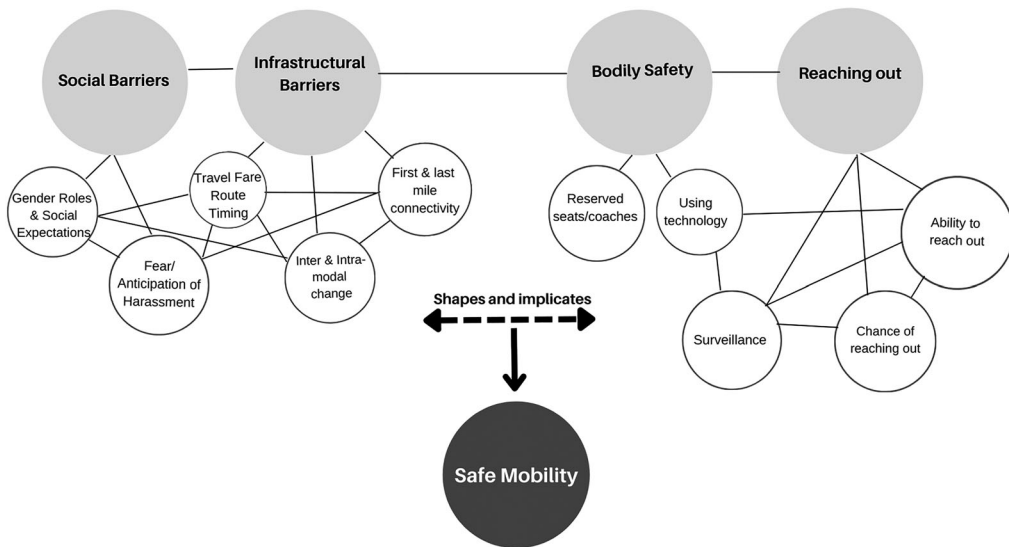 Social Barriers
Infrastructural
Barriers
Bodily Safety
Reaching out
Gender Roles
& Social
Expectations
Travel Fare
Route
Timing
First & last
mile
connectivity
Fear/
Anticipation of
Harassment
Inter & Intra-
modal
change
Reserved
seats/coaches
Using
technology
Ability to
reach out
Surveillance
Chance of
reaching out
Shapes and implicates
Safe Mobility